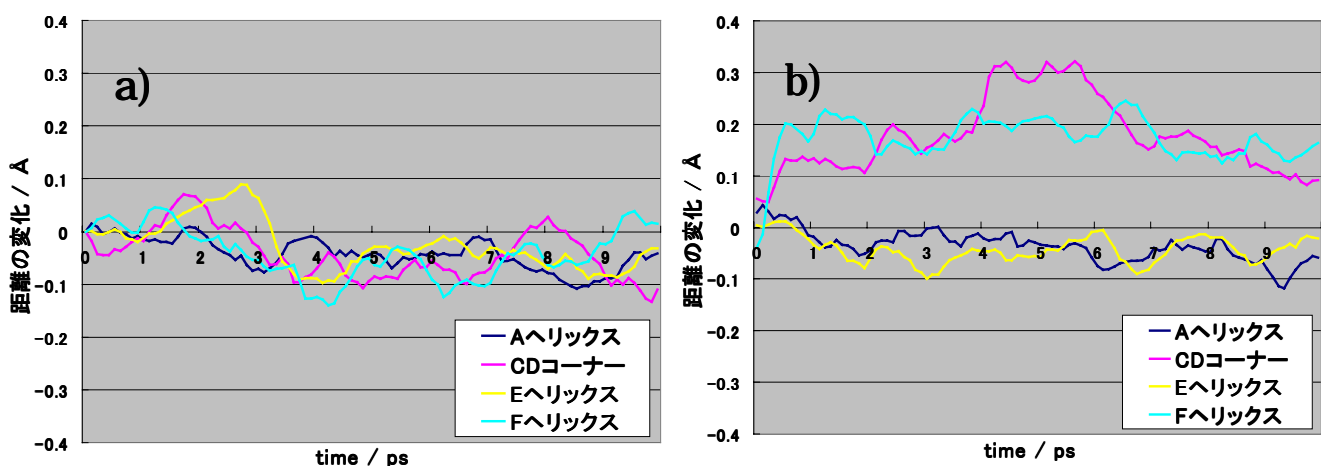 a)
0.4
0.3
0.2
0.1
0
-0.1
-0.2
-0.3
-0.4
距離の変化 / Å
0 1 2 3 4 5 6 7 8 9
time / ps
Aヘリックス
CDコーナー
Eヘリックス
Fヘリックス
b)
0.4
0.3
0.2
0.1
0
-0.1
-0.2
-0.3
-0.4
距離の変化 / Å
0 1 2 3 4 5 6 7 8 9
time / ps
Aヘリックス
CDコーナー
Eヘリックス
Fヘリックス